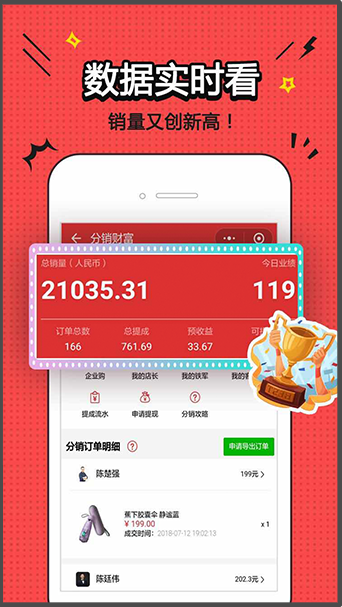 数据实时看
销量又创新高！
分销财富
总销量（人民币）
今日业绩
21035.31
119
订单总数
总提成
预收益
166
761.69
33.67
企业购
我的店长
我的铁军
提成流水
申请提现
分销攻略
分销订单明细
申请导出订单
陈楚强
199元
蕉下胶囊伞 静谧蓝
¥ 199.00
x 1
成交时间：2018-07-12 19:02:13
陈廷伟
202.3元